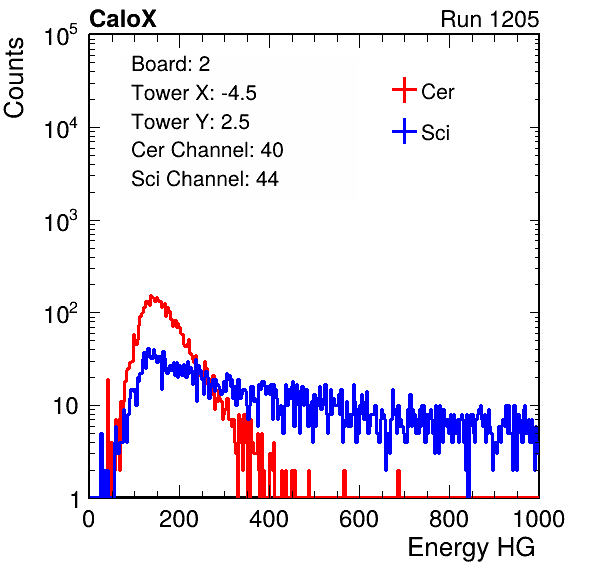 CaloX Run 1205
Counts
Board: 2
Tower X: -4.5
Tower Y: 2.5
Cer Channel: 40
Sci Channel: 44
Cer
Sci
10^5
10^4
10^3
10^2
10
1
0 200 400 600 800 1000
Energy HG